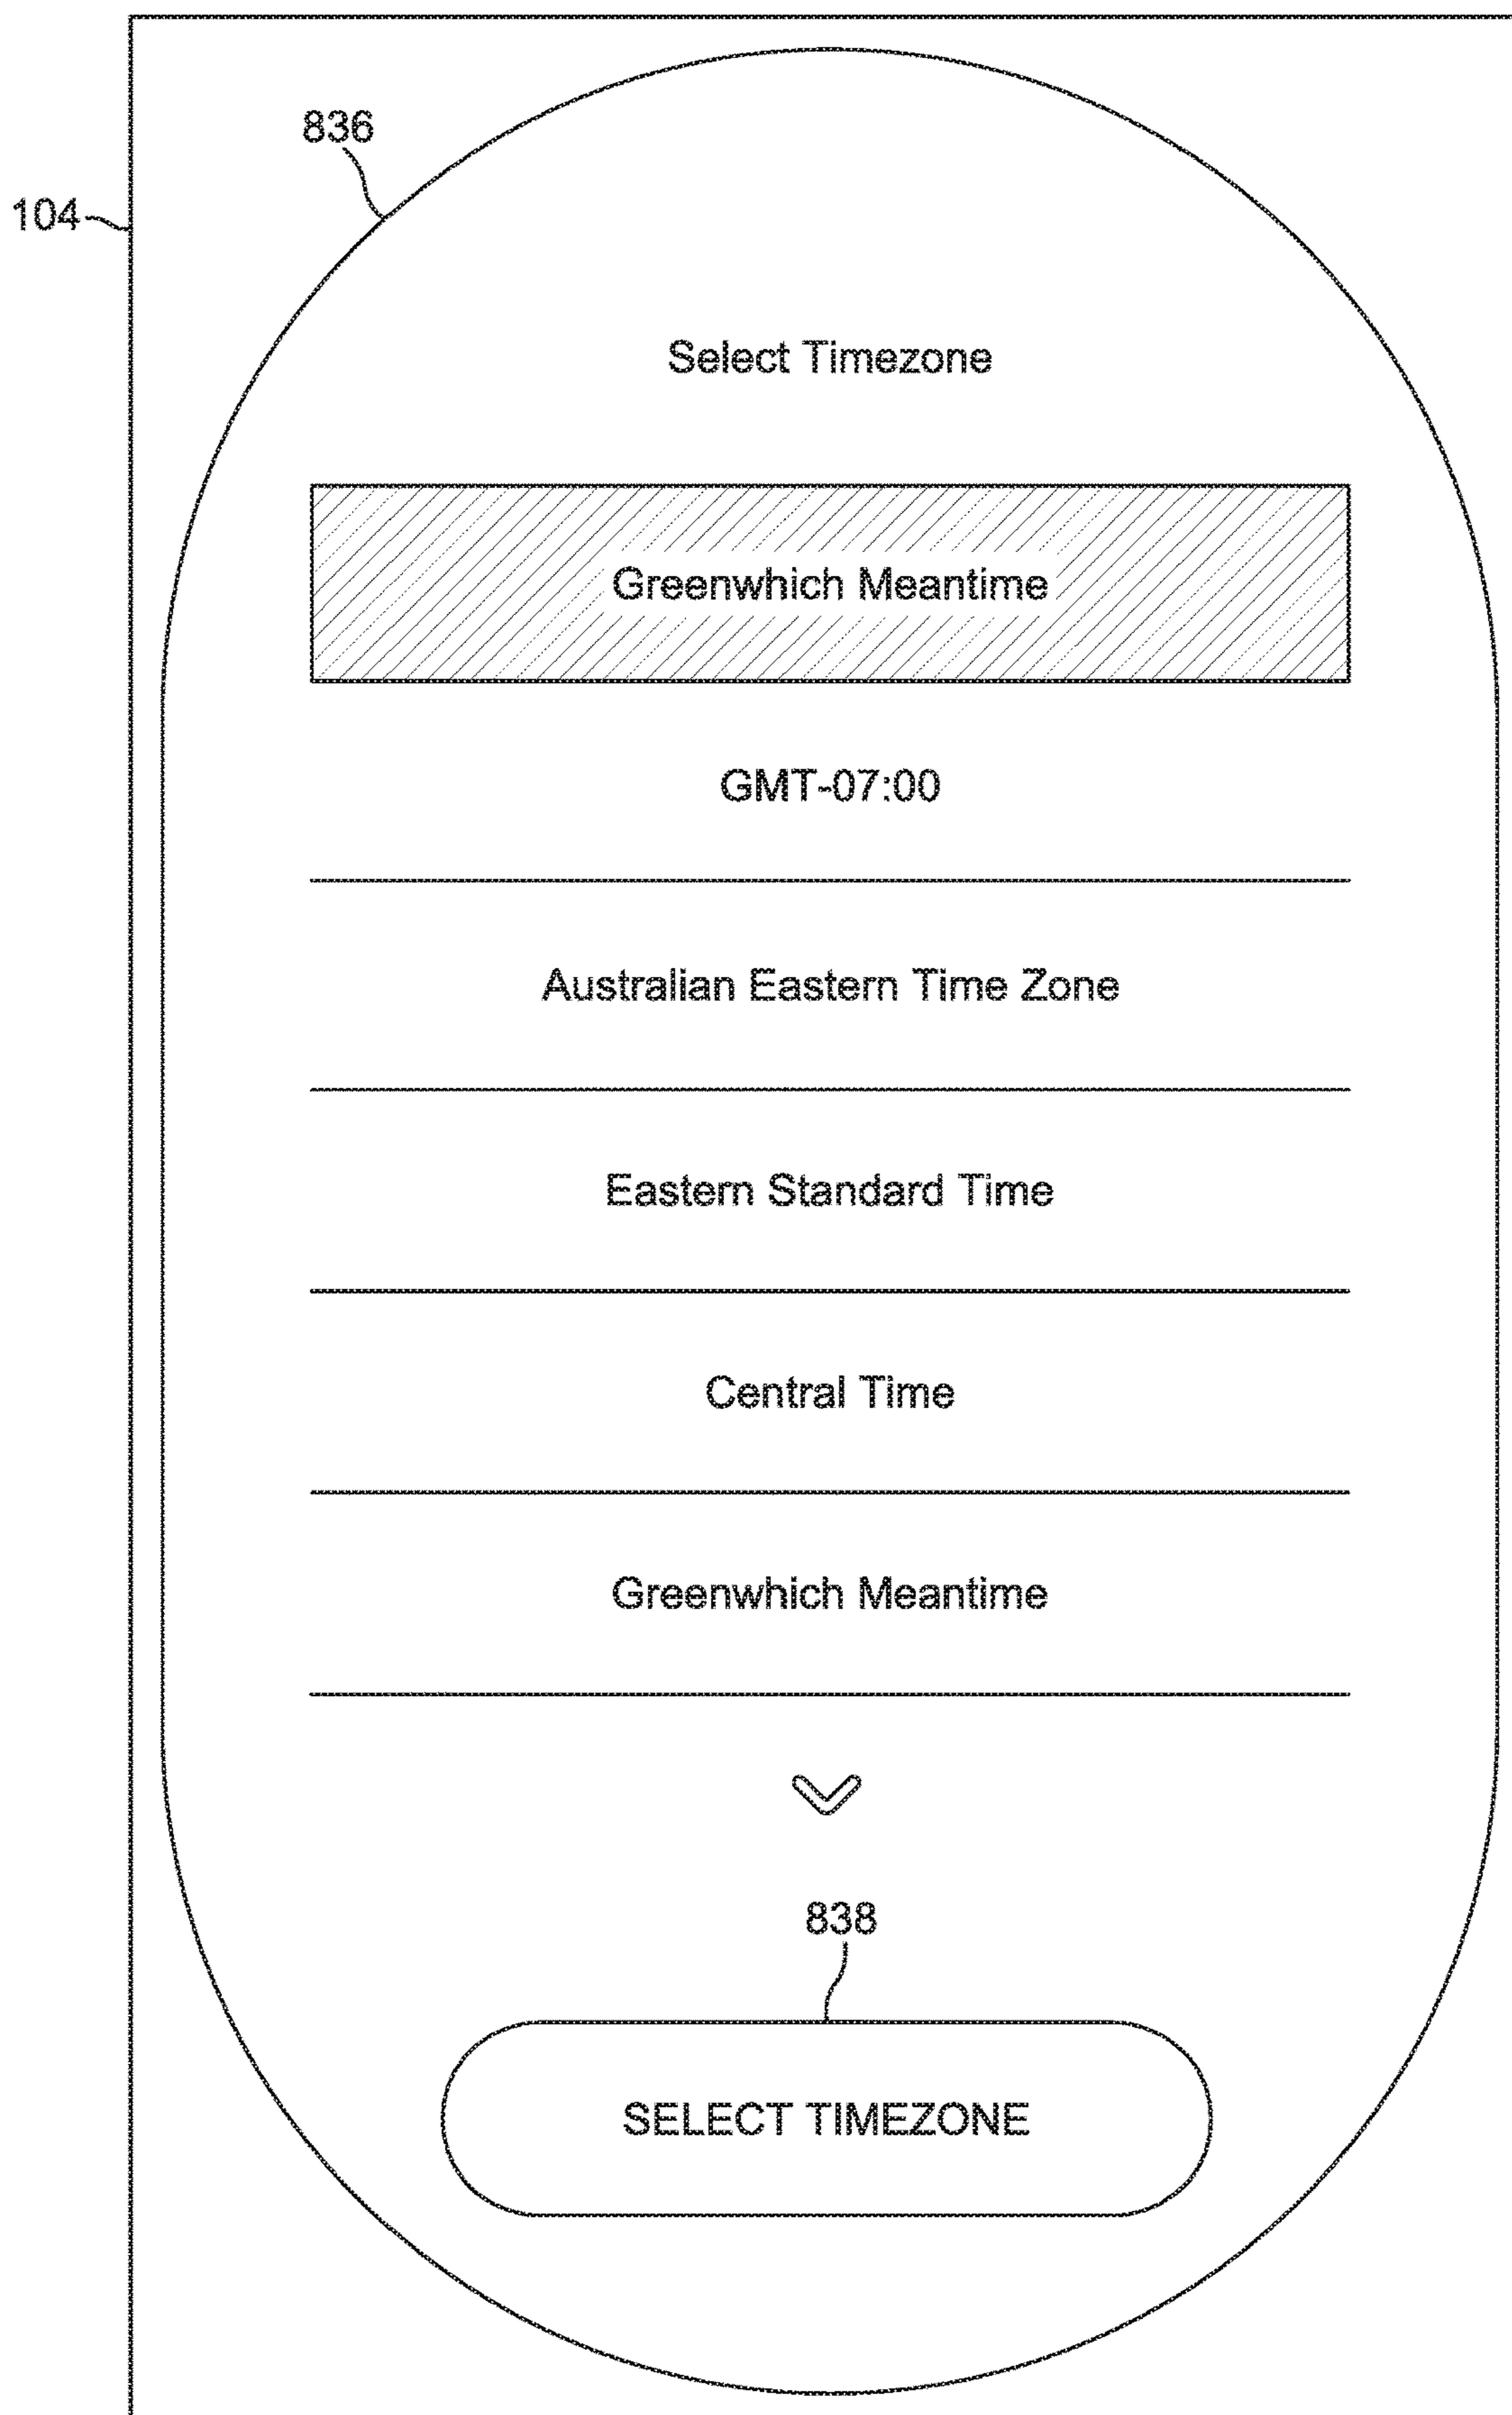 836
104
Select Timezone
Greenwhich Meantime
GMT-07:00
Australian Eastern Time Zone
Eastern Standard Time
Central Time
Greenwhich Meantime
838
SELECT TIMEZONE